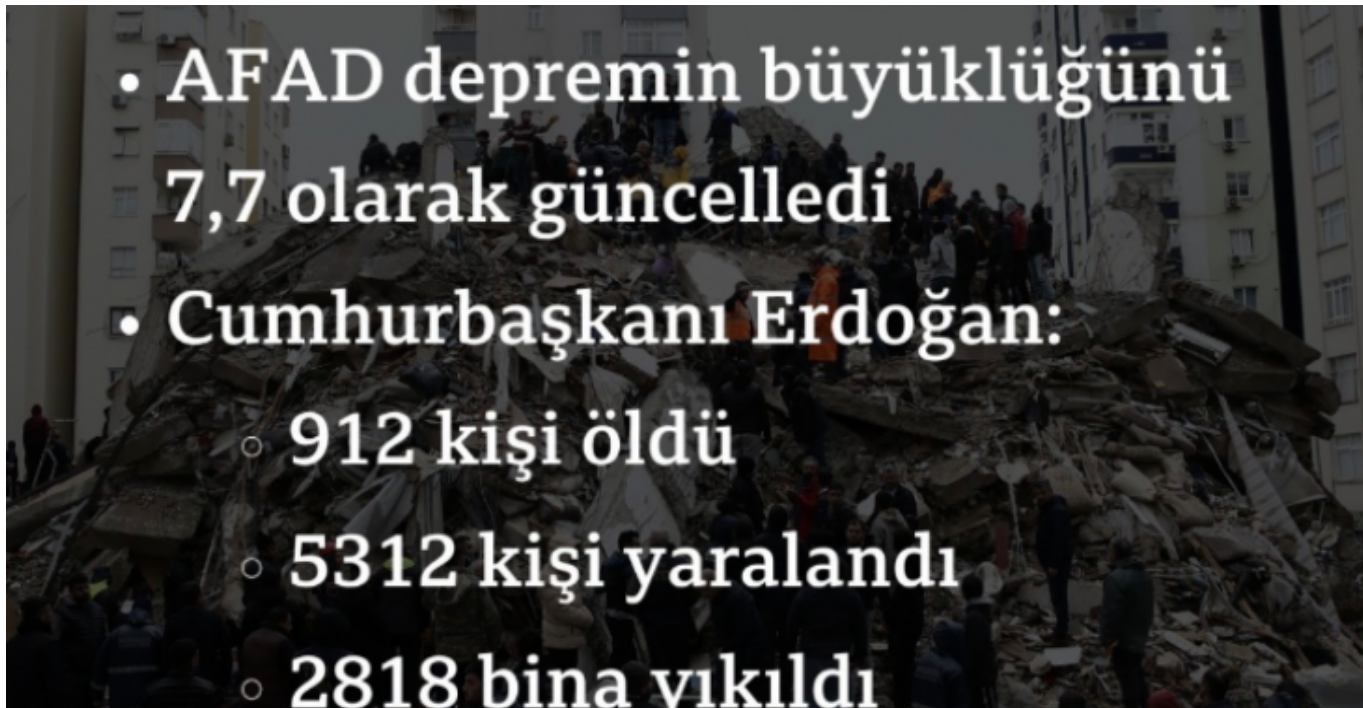 • AFAD depremin büyüklüğünü
7,7 olarak güncelledi
• Cumhurbaşkanı Erdoğan:
◦ 912 kişi öldü
◦ 5312 kişi yaralandı
◦ 2818 bina yıkıldı